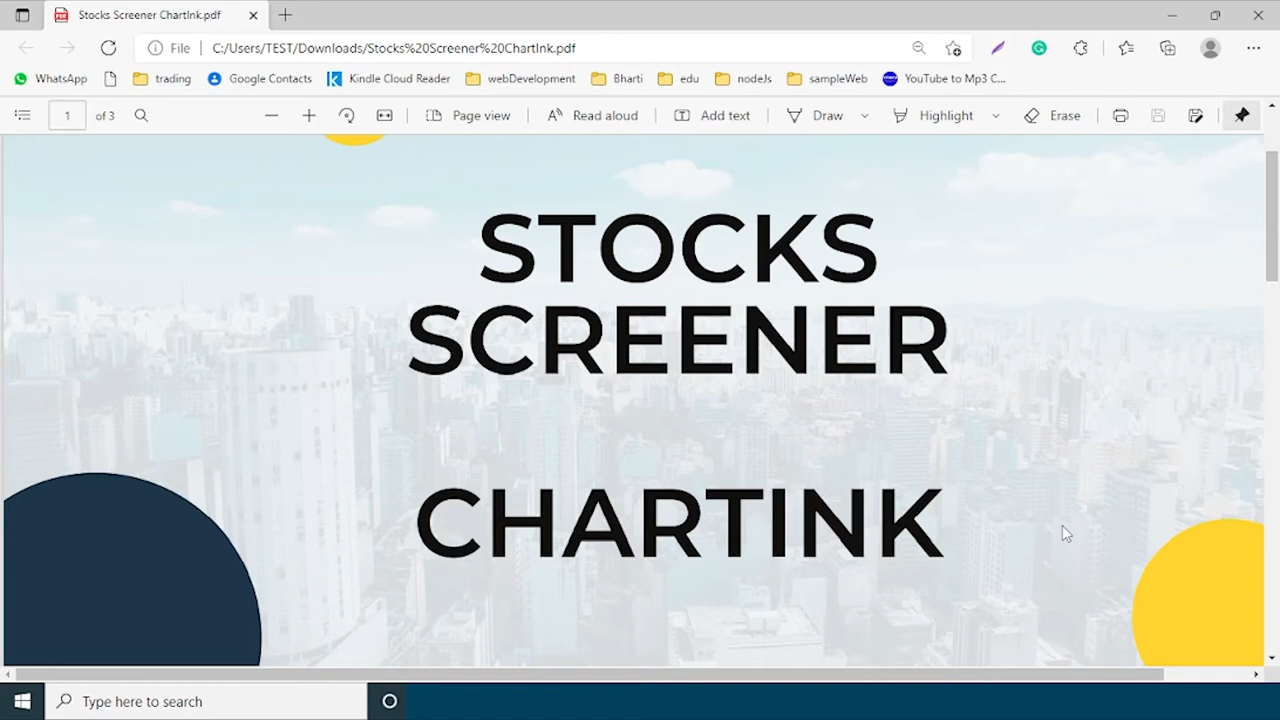 Stocks Screener ChartInk.pdf
File
C:/Users/TEST/Downloads/Stocks%20Screener%20ChartInk.pdf
WhatsApp
trading
Google Contacts
Kindle Cloud Reader
webDevelopment
Bharti
edu
nodeJs
sampleWeb
YouTube to Mp3 C...
1 of 3
Page view
Read aloud
Add text
Draw
Highlight
Erase
STOCKS
SCREENER
CHARTINK
Type here to search